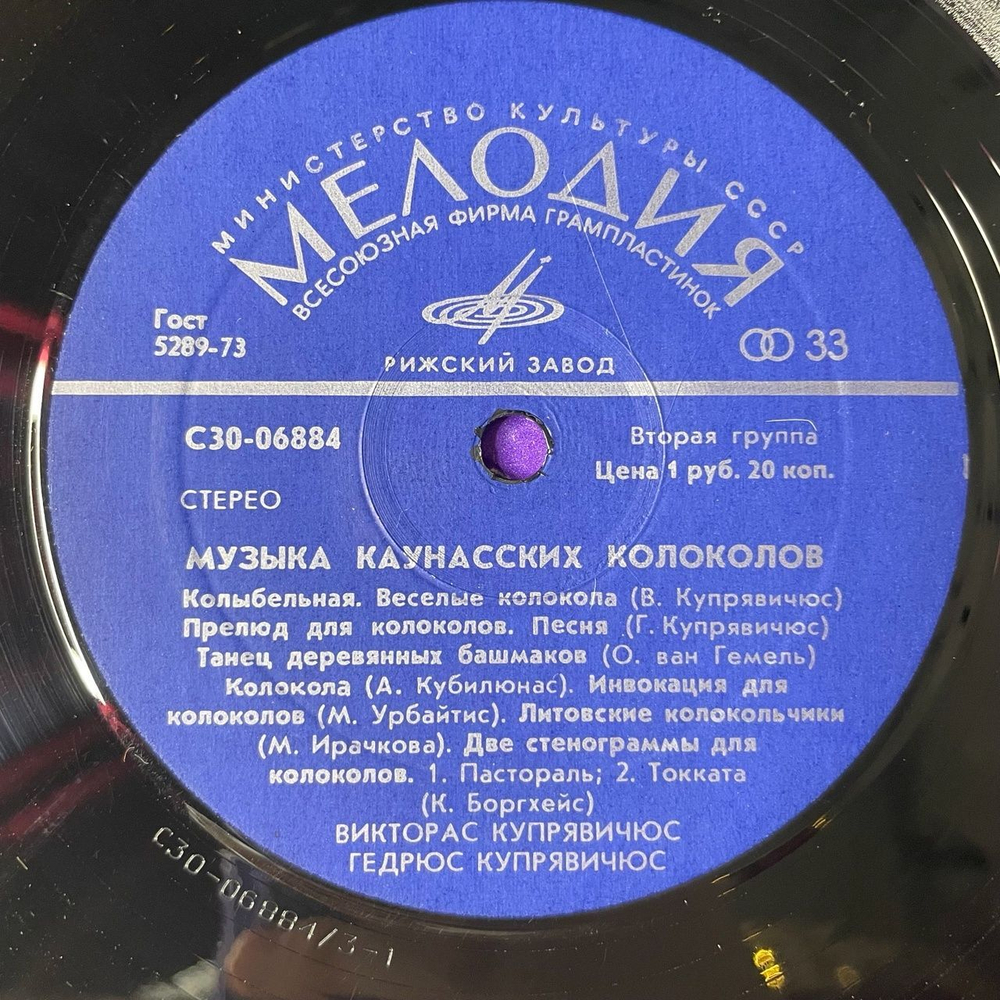 МИНИСТЕРСТВО КУЛЬТУРЫ СССР
МЕЛОДИЯ
ВСЕСОЮЗНАЯ ФИРМА ГРАМПЛАСТИНОК
Гост
5289-73
33
РИЖСКИЙ ЗАВОД
С30-06884
Вторая группа
Цена 1 руб. 20 коп.
СТЕРЕО
МУЗЫКА КАУНАССКИХ КОЛОКОЛОВ
Колыбельная. Веселые колокола (В. Купрявичюс)
Прелюд для колоколов. Песня (Г. Купрявичюс)
Танец деревянных башмаков (О. ван Гемель)
Колокола (А. Кубилюнас). Инвокация для
колоколов (М. Урбайтис). Литовские колокольчики
(М. Ирачкова). Две стенограммы для
колоколов. 1. Пастораль; 2. Токката
(К. Боргхейс)
ВИКТОРАС КУПРЯВИЧЮС
ГЕДРЮС КУПРЯВИЧЮС
С30-06884/3-1